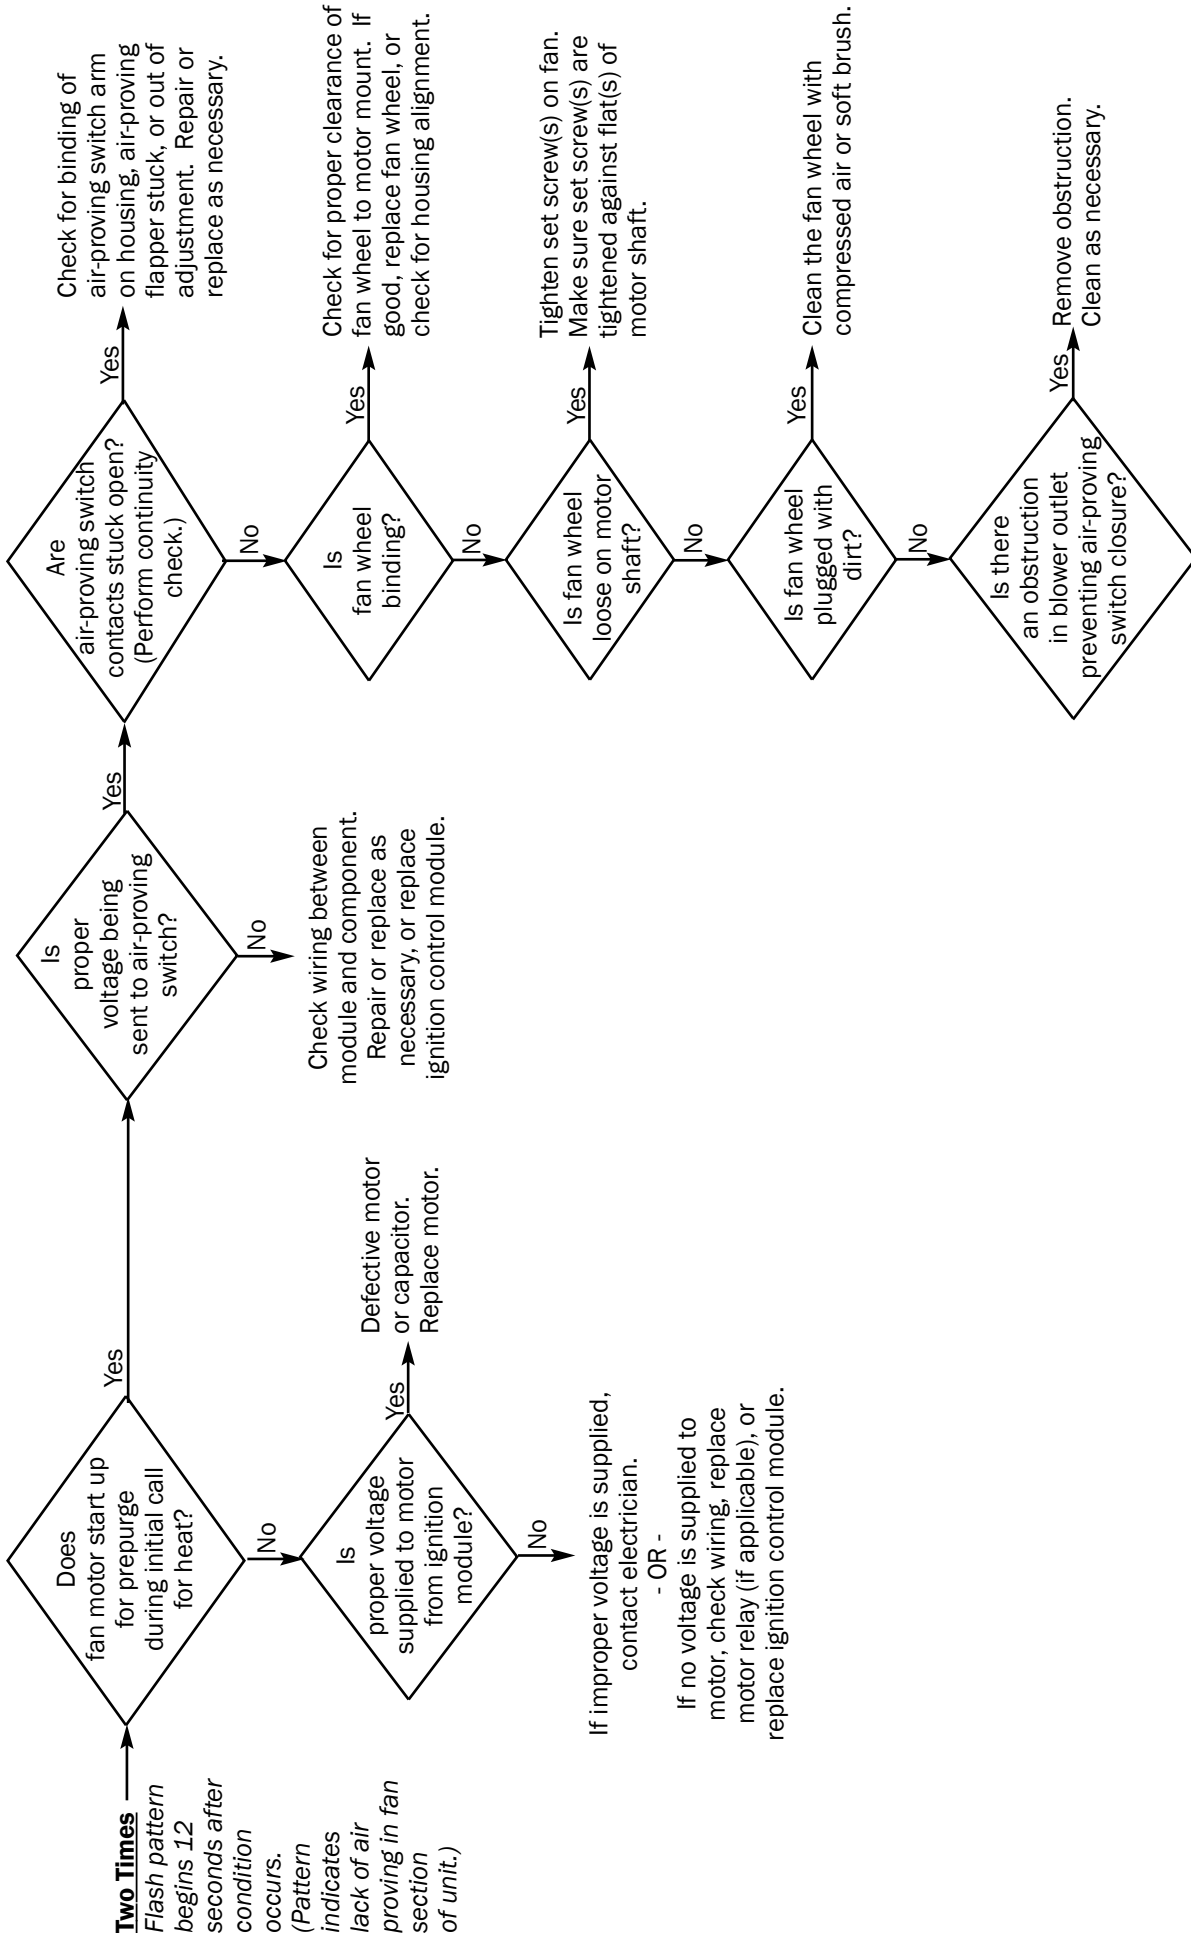 Two Times
Flash pattern
begins 12
seconds after
condition
occurs.
(Pattern
indicates
lack of air
proving in fan
section
of unit.)
Does
fan motor start up
for prepurge
during initial call
for heat?
Yes
No
Is
proper voltage
supplied to motor
from ignition
module?
Yes
Defective motor
or capacitor.
Replace motor.
No
If improper voltage is supplied,
contact electrician.
- OR -
If no voltage is supplied to
motor, check wiring, replace
motor relay (if applicable), or
replace ignition control module.
Is
proper
voltage being
sent to air-proving
switch?
Yes
No
Check wiring between
module and component.
Repair or replace as
necessary, or replace
ignition control module.
Are
air-proving switch
contacts stuck open?
(Perform continuity
check.)
Yes
Check for binding of
air-proving switch arm
on housing, air-proving
flapper stuck, or out of
adjustment. Repair or
replace as necessary.
No
Is
fan wheel
binding?
Yes
Check for proper clearance of
fan wheel to motor mount. If
good, replace fan wheel, or
check for housing alignment.
No
Is fan wheel
loose on motor
shaft?
Yes
Tighten set screw(s) on fan.
Make sure set screw(s) are
tightened against flat(s) of
motor shaft.
No
Is fan wheel
plugged with
dirt?
Yes
Clean the fan wheel with
compressed air or soft brush.
No
Is there
an obstruction
in blower outlet
preventing air-proving
switch closure?
Yes
Remove obstruction.
Clean as necessary.